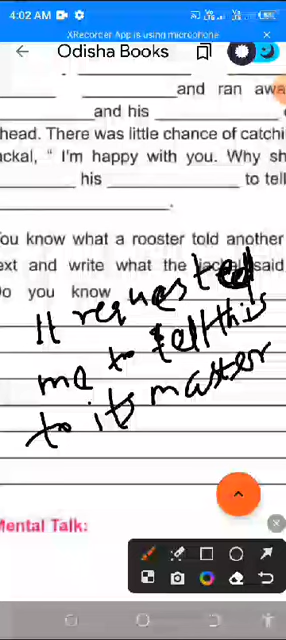 4:02 AM
XRecorder App is using microphone
Odisha Books
and ran awa
and his
head. There was little chance of catchi
ackal, " I'm happy with you. Why sh
his to tell
ou know what a rooster told another
ext and write what the jackal said
o you know
It requested
me to tell this
to its master
Mental Talk: